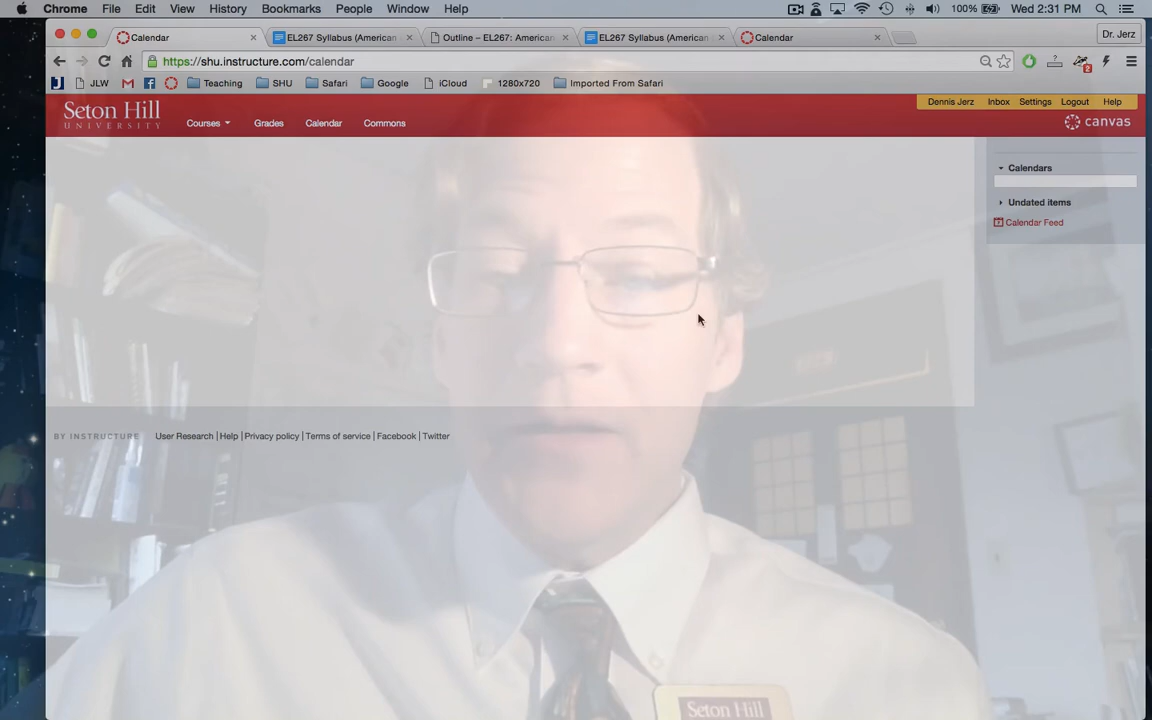 Chrome File Edit View History Bookmarks People Window Help 100% Wed 2:31 PM
Calendar EL267 Syllabus (American Outline – EL267: American EL267 Syllabus (American Calendar Dr. Jerz
https://shu.instructure.com/calendar
JLW Teaching SHU Safari Google iCloud 1280x720 Imported From Safari
Seton Hill
UNIVERSITY
Dennis Jerz Inbox Settings Logout Help
Courses Grades Calendar Commons
canvas
Calendars
Undated items
Calendar Feed
BY INSTRUCTURE User Research | Help | Privacy policy | Terms of service | Facebook | Twitter
Seton Hill